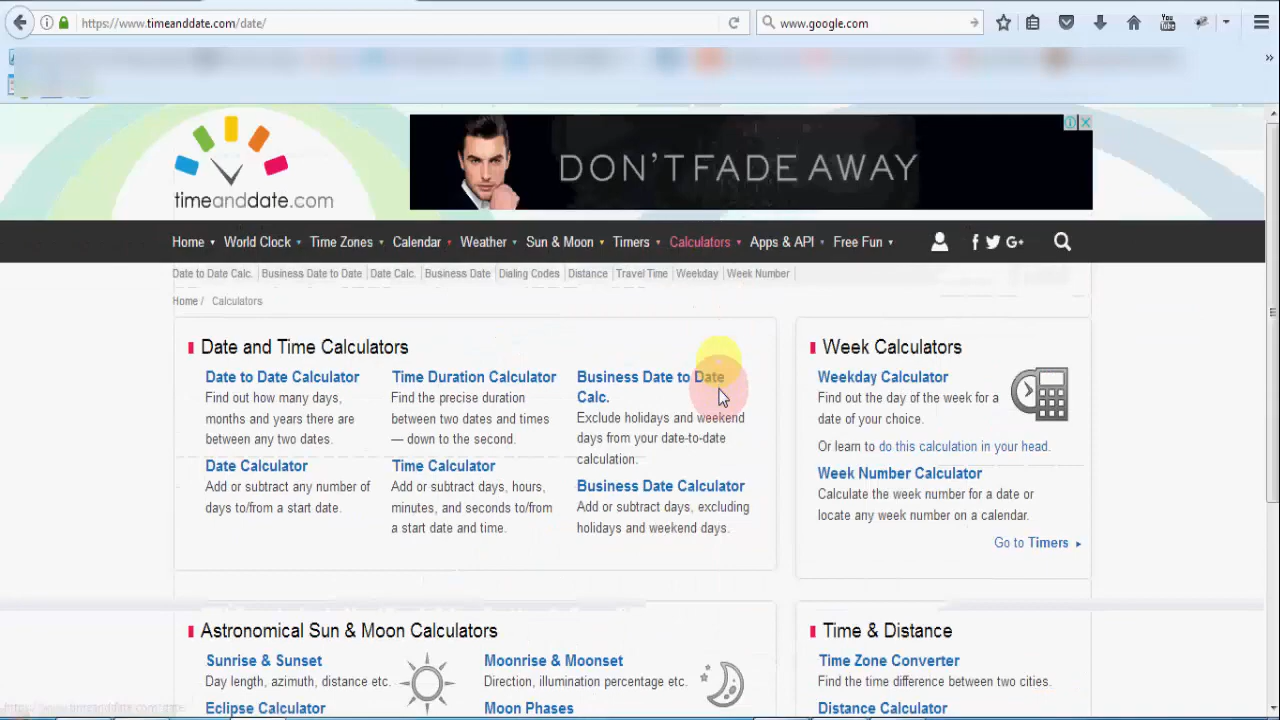 https://www.timeanddate.com/date/
www.google.com
You Tube
timeanddate.com
DON'T FADE AWAY
Home World Clock Time Zones Calendar Weather Sun & Moon Timers Calculators Apps & API Free Fun
Date to Date Calc. Business Date to Date Date Calc. Business Date Dialing Codes Distance Travel Time Weekday Week Number
Home / Calculators
Date and Time Calculators
Date to Date Calculator
Find out how many days,
months and years there are
between any two dates.
Date Calculator
Add or subtract any number of
days to/from a start date.
Time Duration Calculator
Find the precise duration
between two dates and times
— down to the second.
Time Calculator
Add or subtract days, hours,
minutes, and seconds to/from
a start date and time.
Business Date to Date
Calc.
Exclude holidays and weekend
days from your date-to-date
calculation.
Business Date Calculator
Add or subtract days, excluding
holidays and weekend days.
Week Calculators
Weekday Calculator
Find out the day of the week for a
date of your choice.
Or learn to do this calculation in your head.
Week Number Calculator
Calculate the week number for a date or
locate any week number on a calendar.
Go to Timers
Astronomical Sun & Moon Calculators
Sunrise & Sunset
Day length, azimuth, distance etc.
Eclipse Calculator
Moonrise & Moonset
Direction, illumination percentage etc.
Moon Phases
Time & Distance
Time Zone Converter
Find the time difference between two cities.
Distance Calculator